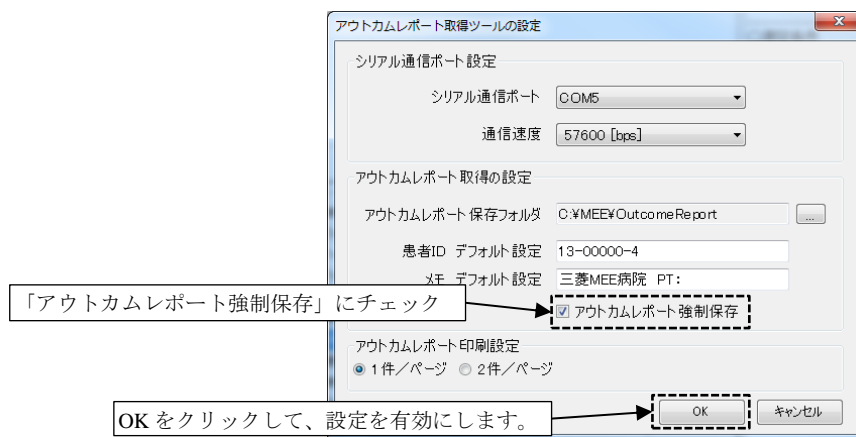 アウトカムレポート取得ツールの設定
シリアル通信ポート設定
シリアル通信ポート COM5
通信速度 57600 [bps]
アウトカムレポート取得の設定
アウトカムレポート保存フォルダ C:¥MEE¥OutcomeReport ...
患者ID デフォルト設定 13-00000-4
メモ デフォルト設定 三菱MEE病院 PT:
「アウトカムレポート強制保存」にチェック
アウトカムレポート強制保存
アウトカムレポート印刷設定
1件／ページ 2件／ページ
OK をクリックして、設定を有効にします。
OK キャンセル